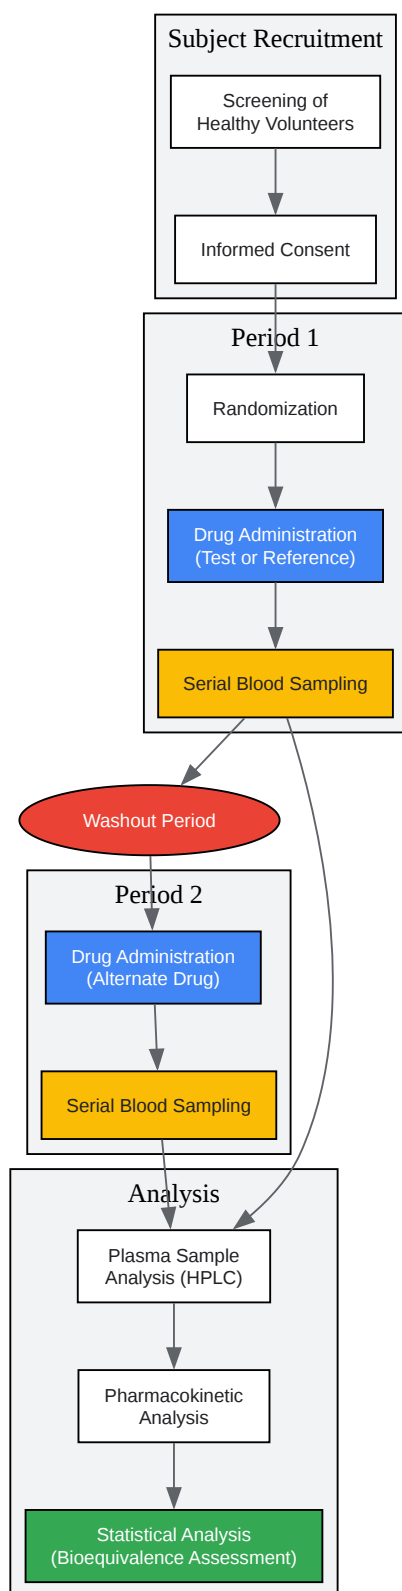 Subject Recruitment
Screening of
Healthy Volunteers
Informed Consent
Period 1
Randomization
Drug Administration
(Test or Reference)
Serial Blood Sampling
Washout Period
Period 2
Drug Administration
(Alternate Drug)
Serial Blood Sampling
Analysis
Plasma Sample
Analysis (HPLC)
Pharmacokinetic
Analysis
Statistical Analysis
(Bioequivalence Assessment)